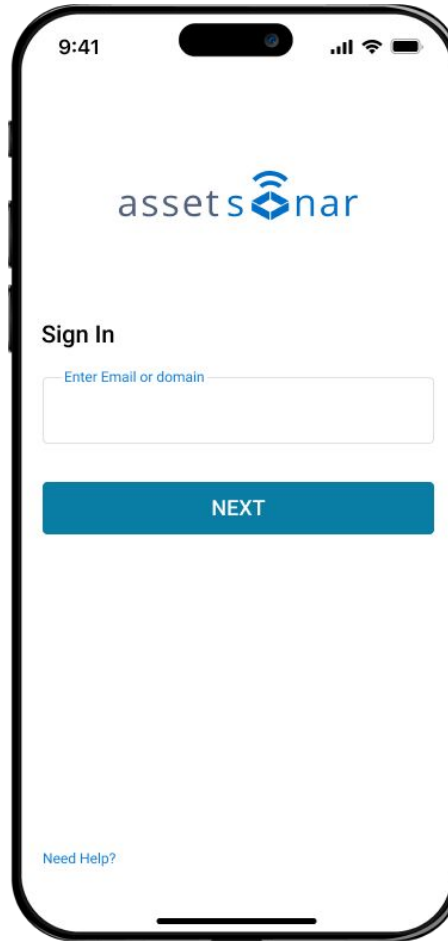 9:41
assetsonar
Sign In
Enter Email or domain
NEXT
Need Help?